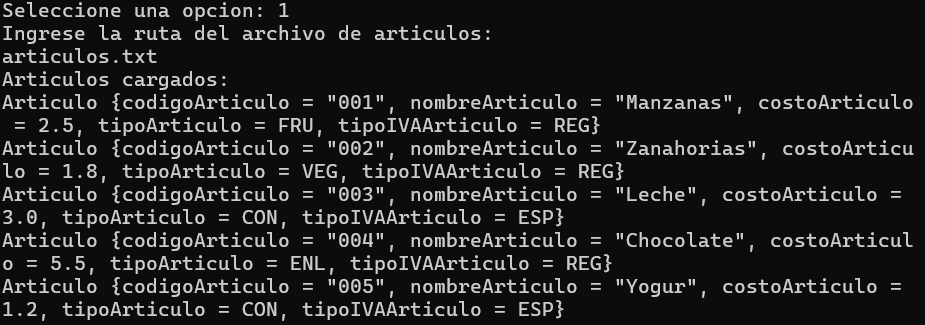 Seleccione una opcion: 1
Ingrese la ruta del archivo de articulos:
articulos.txt
Articulos cargados:
Articulo {codigoArticulo = "001", nombreArticulo = "Manzanas", costoArticulo
 = 2.5, tipoArticulo = FRU, tipoIVAArticulo = REG}
Articulo {codigoArticulo = "002", nombreArticulo = "Zanahorias", costoArticu
lo = 1.8, tipoArticulo = VEG, tipoIVAArticulo = REG}
Articulo {codigoArticulo = "003", nombreArticulo = "Leche", costoArticulo =
3.0, tipoArticulo = CON, tipoIVAArticulo = ESP}
Articulo {codigoArticulo = "004", nombreArticulo = "Chocolate", costoArticul
o = 5.5, tipoArticulo = ENL, tipoIVAArticulo = REG}
Articulo {codigoArticulo = "005", nombreArticulo = "Yogur", costoArticulo =
1.2, tipoArticulo = CON, tipoIVAArticulo = ESP}